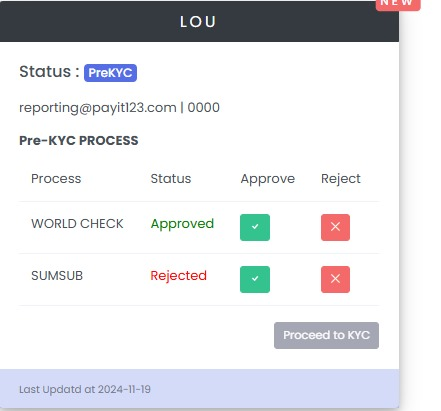 NEW
LOU
Status : PreKYC
reporting@payit123.com | 0000
Pre-KYC PROCESS
Process Status Approve Reject
WORLD CHECK Approved
SUMSUB Rejected
Proceed to KYC
Last Updatd at 2024-11-19